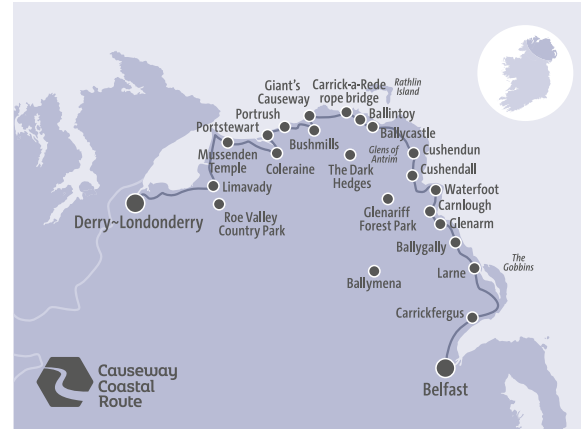 Giant's
Causeway
Carrick-a-Rede
rope bridge
Rathlin
Island
Portrush
Ballintoy
Portstewart
Ballycastle
Bushmills
Mussenden
Temple
Coleraine
The Dark
Hedges
Glens of
Antrim
Cushendun
Cushendall
Limavady
Waterfoot
Derry~Londonderry
Roe Valley
Country Park
Glenariff
Forest Park
Carnlough
Glenarm
Ballygally
Larne
The
Gobbins
Ballymena
Carrickfergus
Causeway
Coastal
Route
Belfast